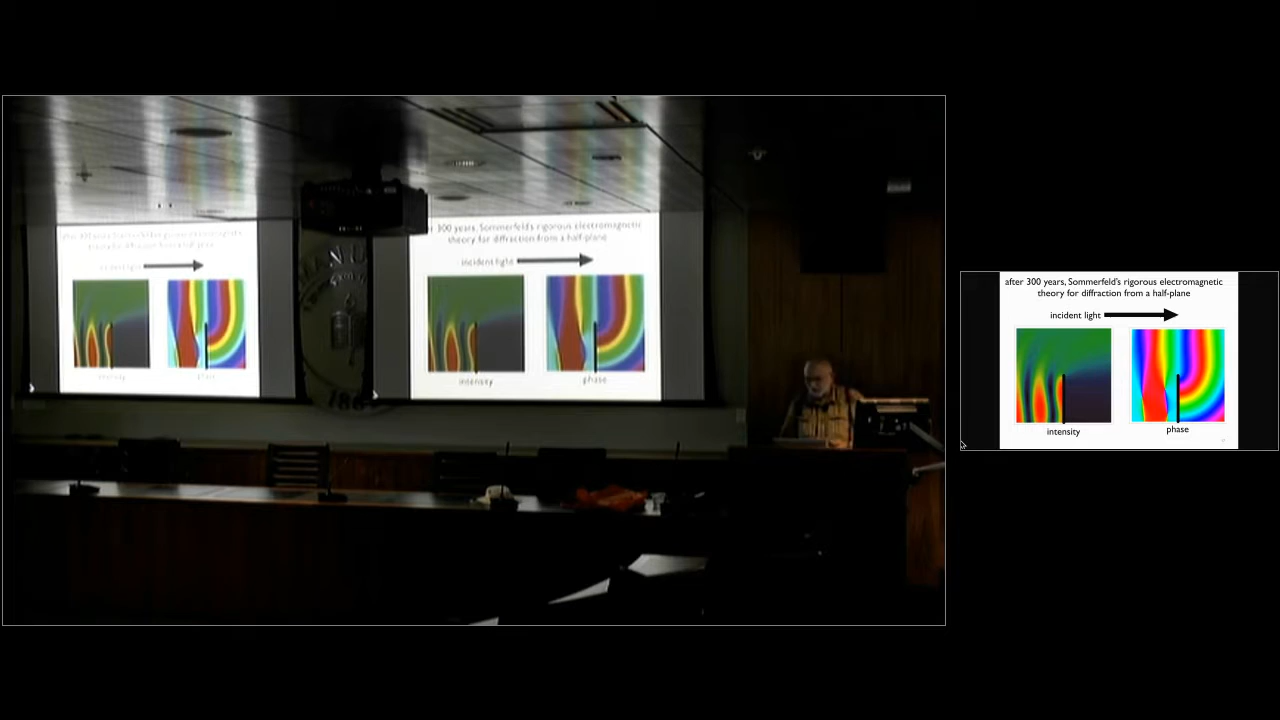 300 years, Sommerfeld's rigorous electromagnetic
theory for diffraction from a half-plane
incident light
intensity
phase
186
after 300 years, Sommerfeld's rigorous electromagnetic
theory for diffraction from a half-plane
incident light
intensity
phase